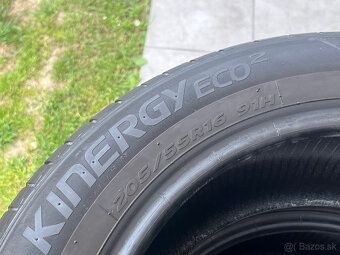 KINERGY ECO2
205/55R16 91H
Bazos.sk